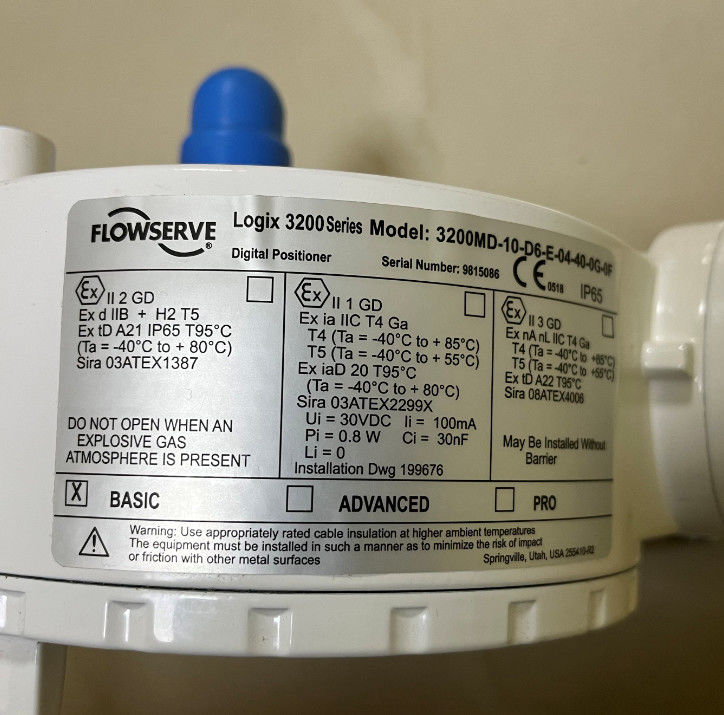 FLOWSERVE®
Logix 3200 Series Model: 3200MD-10-D6-E-04-40-0G-0F
Digital Positioner Serial Number: 9815086 CE 0518 IP65
Ex II 2 GD
Ex d IIB + H2 T5
Ex tD A21 IP65 T95°C
(Ta = -40°C to + 80°C)
Sira 03ATEX1387
DO NOT OPEN WHEN AN
EXPLOSIVE GAS
ATMOSPHERE IS PRESENT
Ex II 1 GD
Ex ia IIC T4 Ga
T4 (Ta = -40°C to + 85°C)
T5 (Ta = -40°C to + 55°C)
Ex iaD 20 T95°C
(Ta = -40°C to + 80°C)
Sira 03ATEX2299X
Ui = 30VDC Ii = 100mA
Pi = 0.8 W Ci = 30nF
Li = 0
Installation Dwg 199676
Ex II 3 GD
Ex nA nL IIC T4 Ga
T4 (Ta = -40°C to +85°C)
T5 (Ta = -40°C to +55°C)
Ex tD A22 T95°C
Sira 08ATEX4006
May Be Installed Without
Barrier
X BASIC ADVANCED PRO
Warning: Use appropriately rated cable insulation at higher ambient temperatures
The equipment must be installed in such a manner as to minimize the risk of impact
or friction with other metal surfaces
Springville, Utah, USA 255410-R2